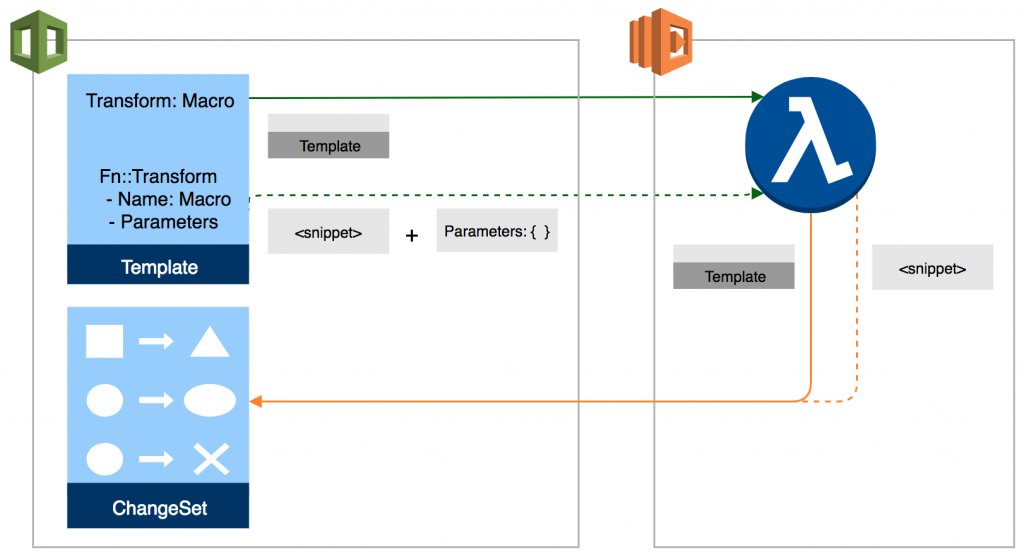 Transform: Macro
Template
Fn::Transform
- Name: Macro
- Parameters
<snippet>
+
Parameters: { }
Template
Template
<snippet>
ChangeSet